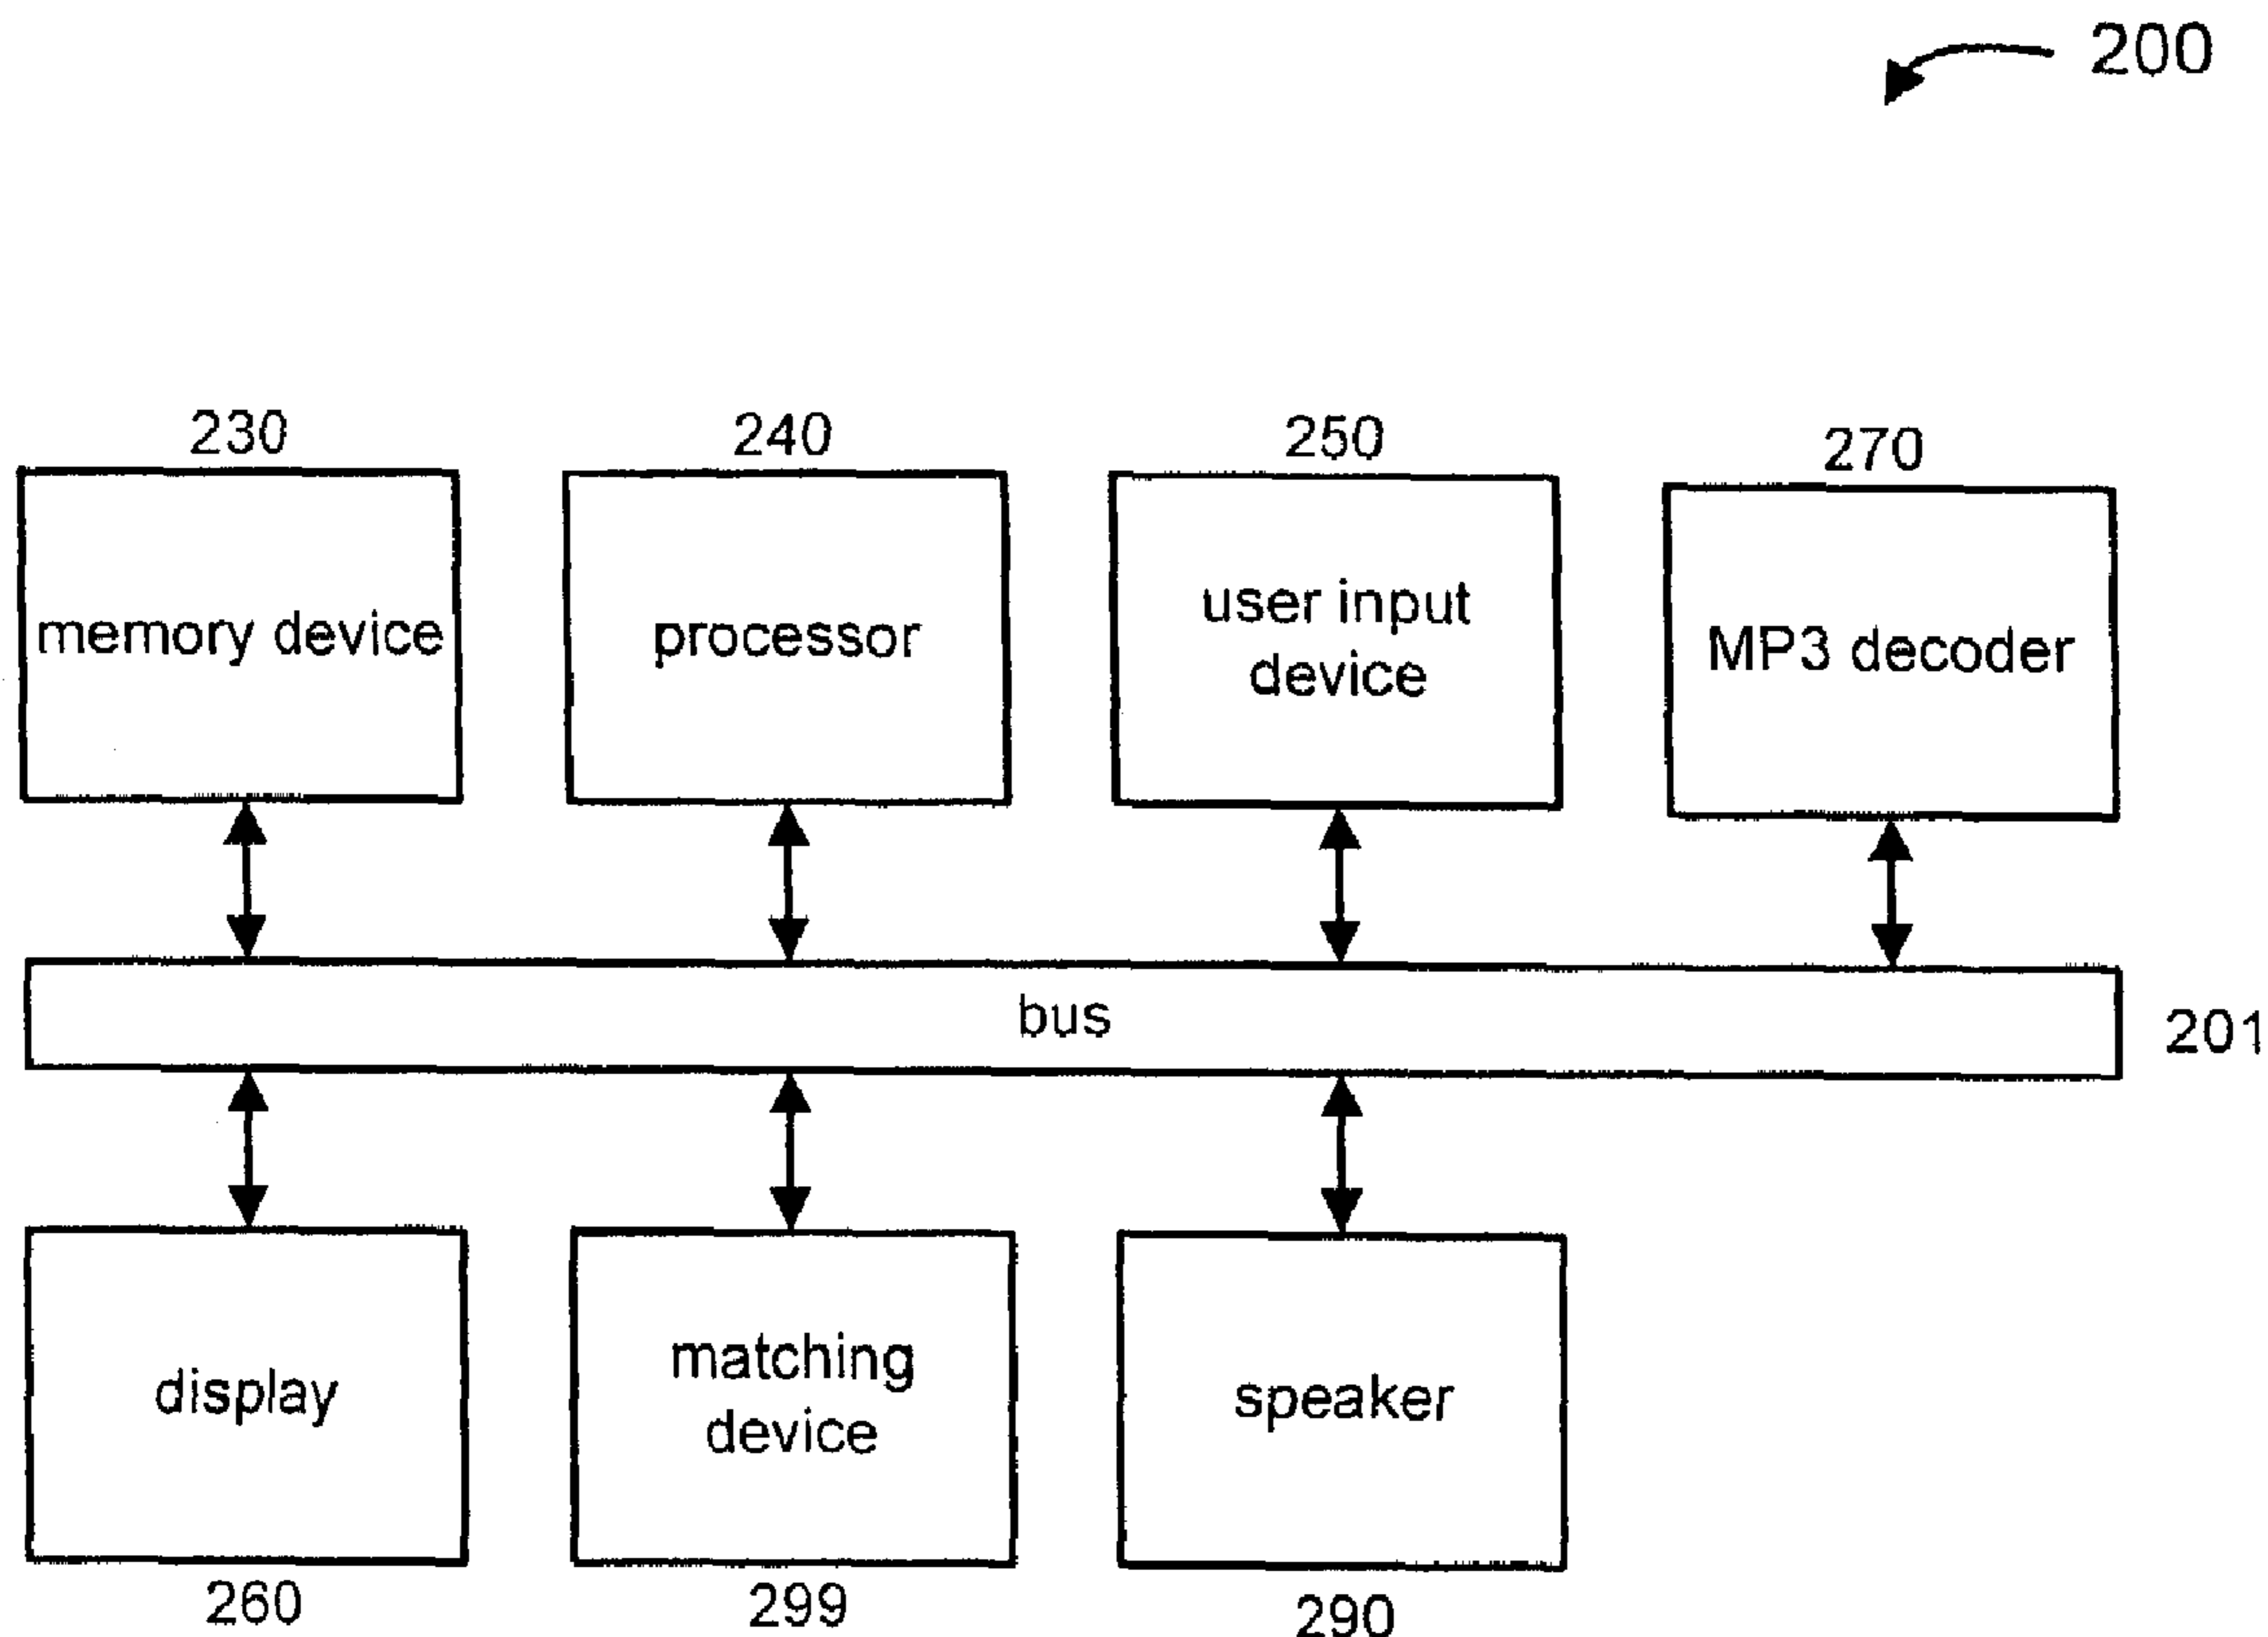 200
230
240
250
270
memory device
processor
user input
device
MP3 decoder
bus
201
display
matching
device
speaker
260
299
290